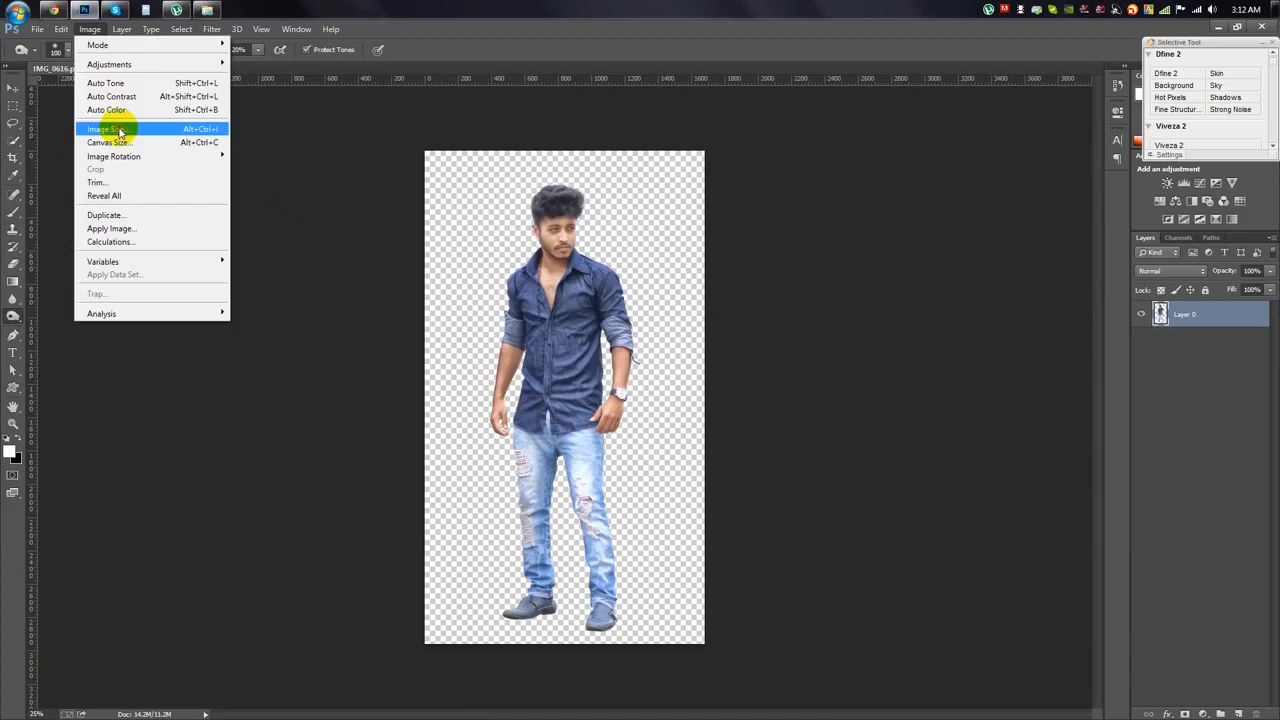 3:12 AM
PS File Edit Image Layer Type Select Filter 3D View Window Help
100
20% Protect Tones
Mode
Adjustments
Auto Tone Shift+Ctrl+L
Auto Contrast Alt+Shift+Ctrl+L
Auto Color Shift+Ctrl+B
Image Size... Alt+Ctrl+I
Canvas Size... Alt+Ctrl+C
Image Rotation
Crop
Trim...
Reveal All
Duplicate...
Apply Image...
Calculations...
Variables
Apply Data Set...
Trap...
Analysis
Selective Tool
Dfine 2
Dfine 2 Skin
Background Sky
Hot Pixels Shadows
Fine Structur... Strong Noise
Viveza 2
Viveza 2
Settings
Add an adjustment
Layers Channels Paths
Kind
Normal Opacity: 100%
Lock: Fill: 100%
Layer 0
25% Doc: 14.2M/11.2M